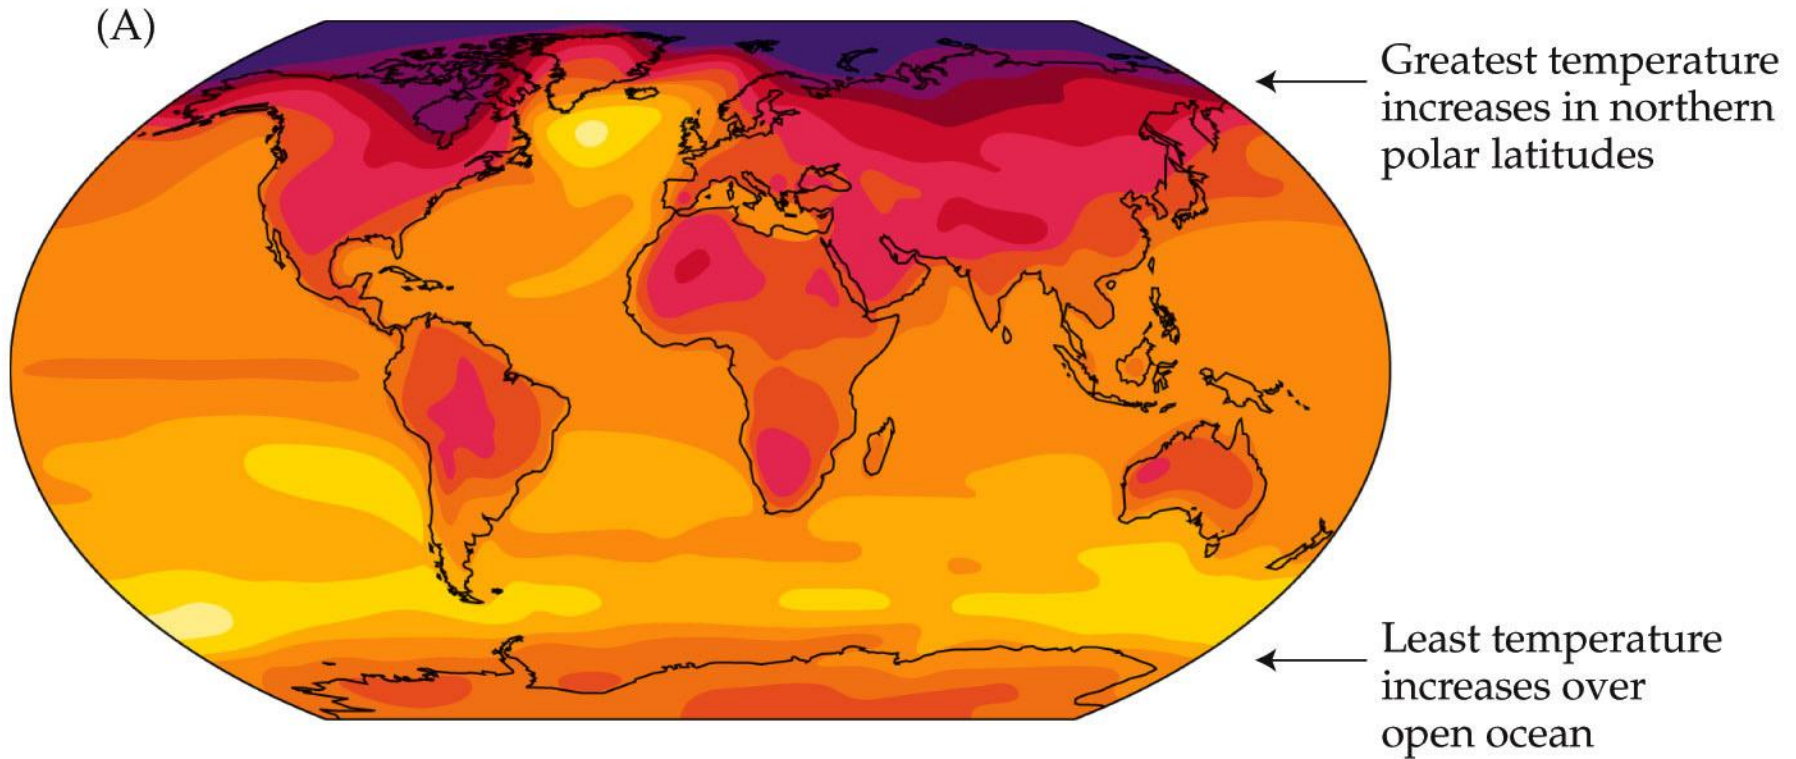 (A)
Greatest temperature
increases in northern
polar latitudes
Least temperature
increases over
open ocean